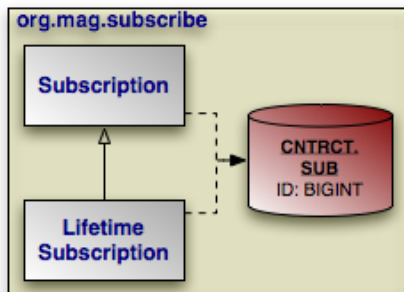 org.mag.subscribe
Subscription
CNTRCT.
SUB
ID: BIGINT
Lifetime
Subscription